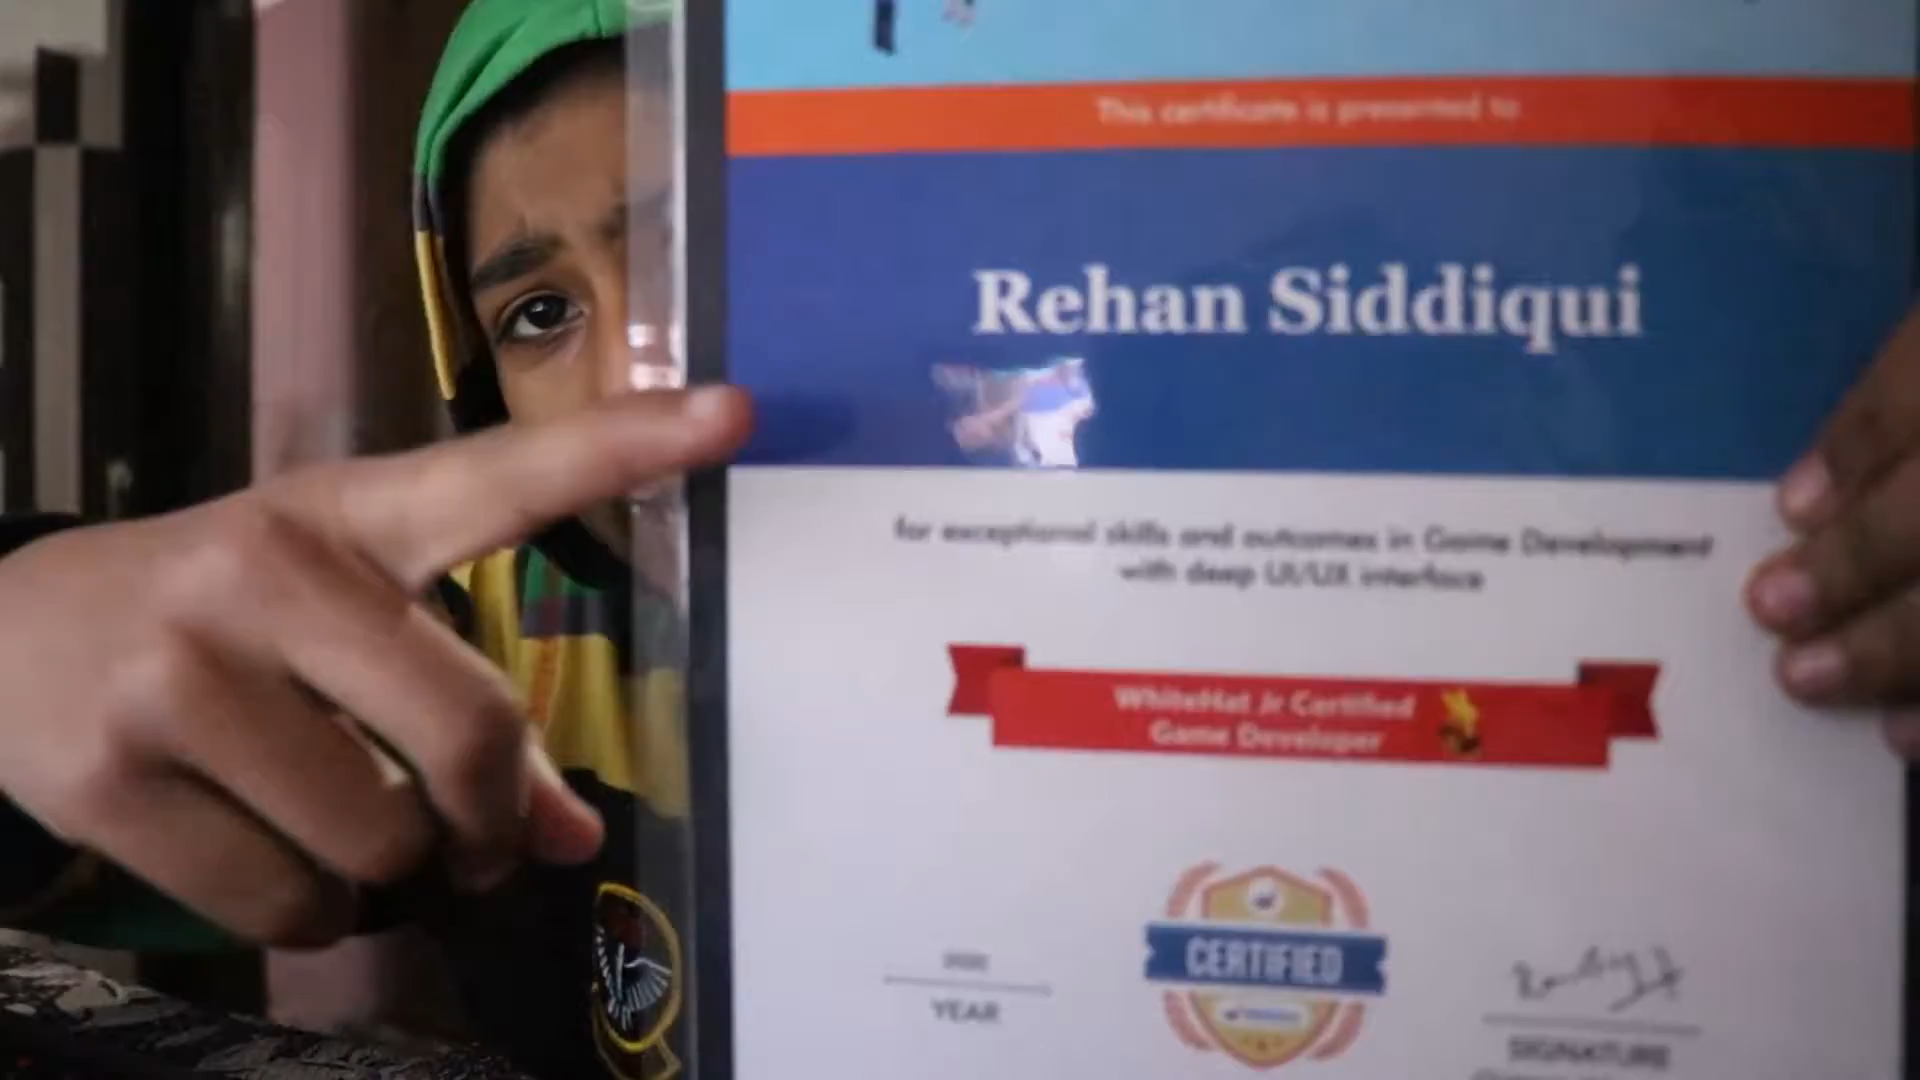 This certificate is presented to
Rehan Siddiqui
for exceptional skills and outcomes in Game Development
with deep UI/UX interface
WhiteHat Jr Certified
Game Developer
CERTIFIED
YEAR
SIGNATURE